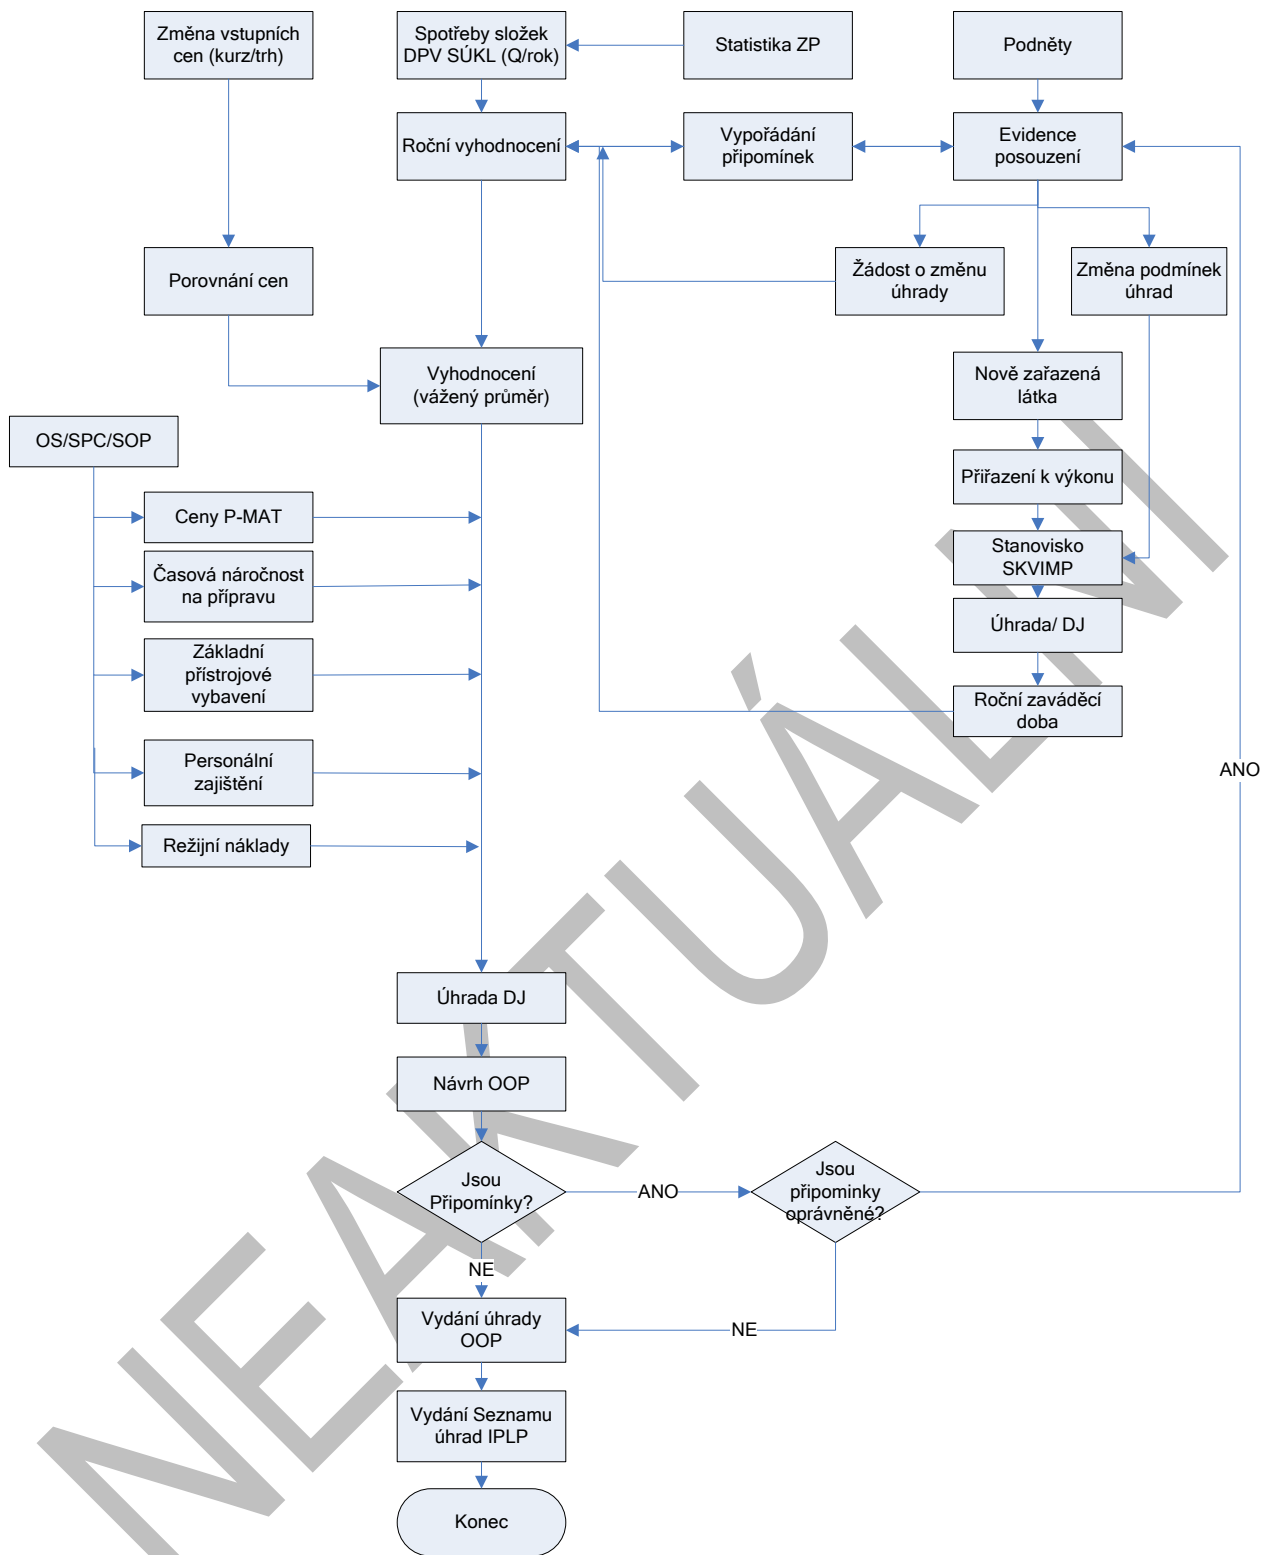 Změna vstupních
cen (kurz/trh)
Spotřeby složek
DPV SÚKL (Q/rok)
Statistika ZP
Podněty
Roční vyhodnocení
Vypořádání
připomínek
Evidence
posouzení
Porovnání cen
Žádost o změnu
úhrady
Změna podmínek
úhrad
Vyhodnocení
(vážený průměr)
Nově zařazená
látka
OS/SPC/SOP
Přiřazení k výkonu
Ceny P-MAT
Stanovisko
SKVIMP
Časová náročnost
na přípravu
Úhrada/ DJ
Základní
přístrojové
vybavení
Roční zaváděcí
doba
Personální
zajištění
ANO
Režijní náklady
Úhrada DJ
Návrh OOP
Jsou
Připomínky?
ANO
Jsou
připominky
oprávněné?
NE
Vydání úhrady
OOP
NE
Vydání Seznamu
úhrad IPLP
Konec
NEAKTUÁLNÍ